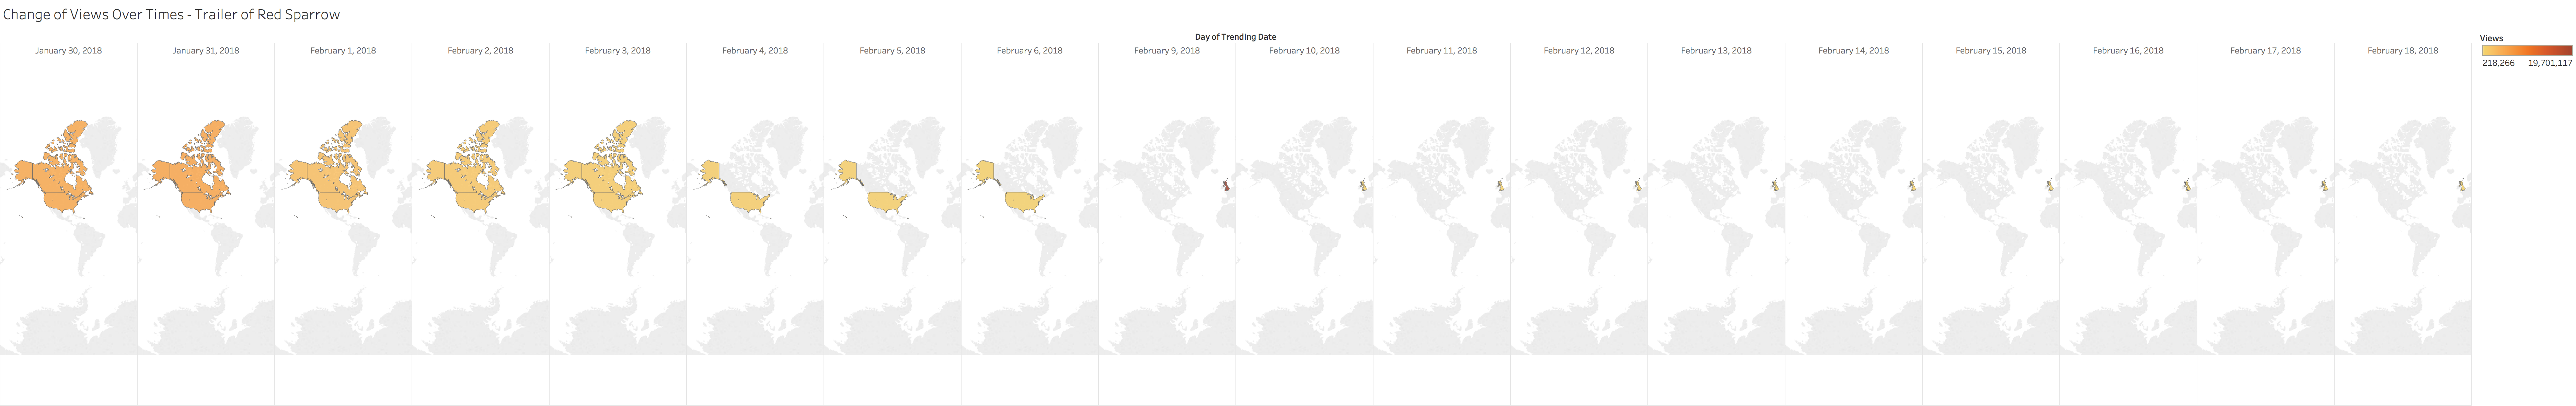 Change of Views Over Times - Trailer of Red Sparrow
Day of Trending Date
January 30, 2018
January 31, 2018
February 1, 2018
February 2, 2018
February 3, 2018
February 4, 2018
February 5, 2018
February 6, 2018
February 9, 2018
February 10, 2018
February 11, 2018
February 12, 2018
February 13, 2018
February 14, 2018
February 15, 2018
February 16, 2018
February 17, 2018
February 18, 2018
Views
218,266 19,701,117